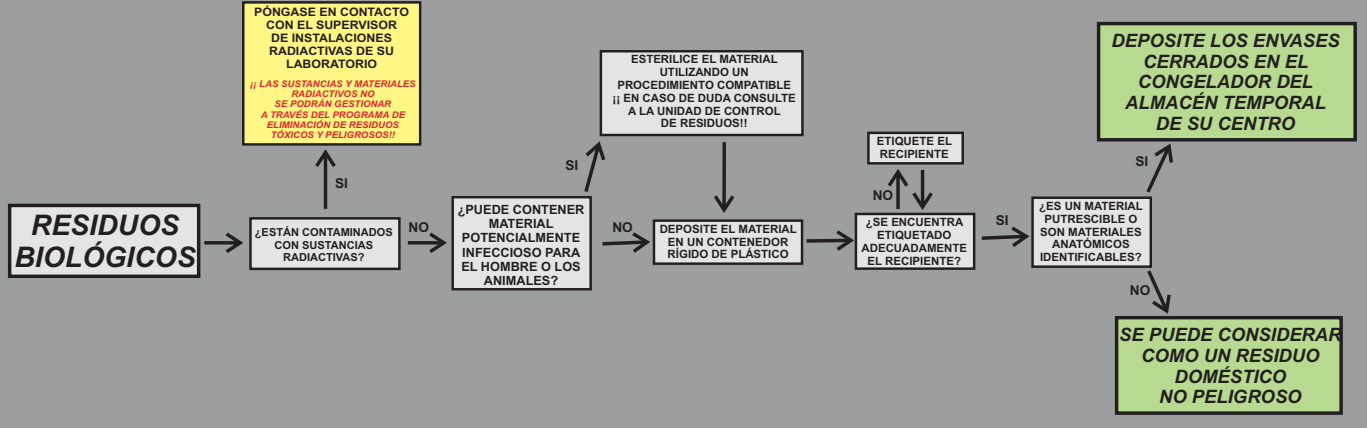 RESIDUOS
BIOLÓGICOS
¿ESTÁN CONTAMINADOS
CON SUSTANCIAS
RADIACTIVAS?
SI
PÓNGASE EN CONTACTO
CON EL SUPERVISOR
DE INSTALACIONES
RADIACTIVAS DE SU
LABORATORIO
¡¡ LAS SUSTANCIAS Y MATERIALES
RADIACTIVOS NO
SE PODRÁN GESTIONAR
A TRAVÉS DEL PROGRAMA DE
ELIMINACIÓN DE RESIDUOS
TÓXICOS Y PELIGROSOS!!
NO
¿PUEDE CONTENER
MATERIAL
POTENCIALMENTE
INFECCIOSO PARA
EL HOMBRE O LOS
ANIMALES?
SI
ESTERILICE EL MATERIAL
UTILIZANDO UN
PROCEDIMIENTO COMPATIBLE
¡¡ EN CASO DE DUDA CONSULTE
A LA UNIDAD DE CONTROL
DE RESIDUOS!!
NO
DEPOSITE EL MATERIAL
EN UN CONTENEDOR
RÍGIDO DE PLÁSTICO
¿SE ENCUENTRA
ETIQUETADO
ADECUADAMENTE
EL RECIPIENTE?
NO
ETIQUETE EL
RECIPIENTE
SI
¿ES UN MATERIAL
PUTRESCIBLE O
SON MATERIALES
ANATÓMICOS
IDENTIFICABLES?
SI
DEPOSITE LOS ENVASES
CERRADOS EN EL
CONGELADOR DEL
ALMACÉN TEMPORAL
DE SU CENTRO
NO
SE PUEDE CONSIDERAR
COMO UN RESIDUO
DOMÉSTICO
NO PELIGROSO